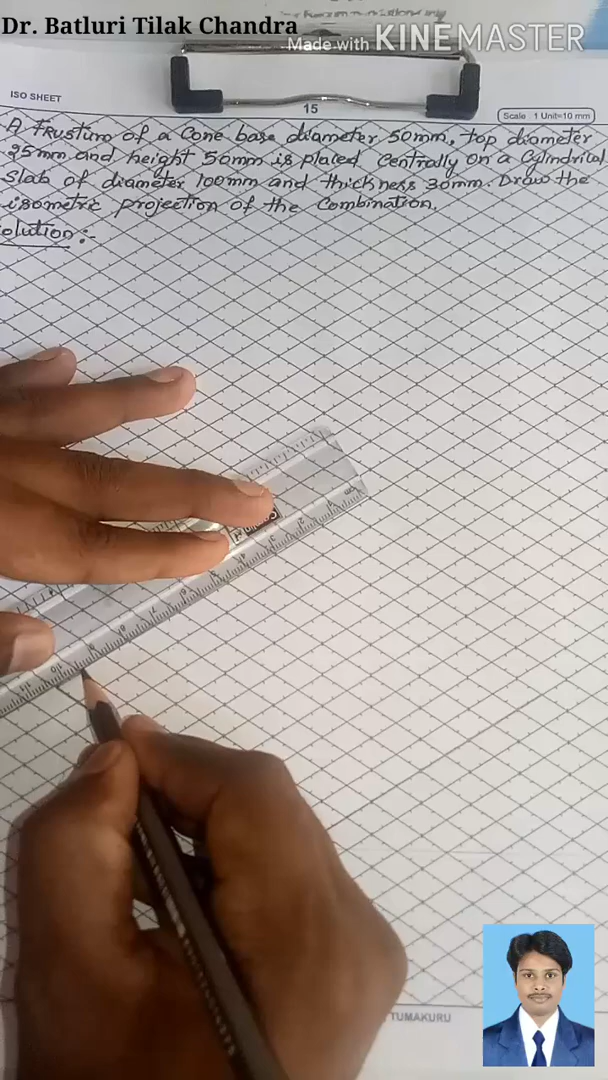 Dr. Batluri Tilak Chandra
Made with KINEMASTER
ISO SHEET
15
Scale 1 Unit=10 mm
A Frustum of a Cone base diameter 50mm, top diameter
25mm and height 50mm is placed Centrally on a Cylindrical
Slab of diameter 100mm and thickness 30mm. Draw the
isometric projection of the Combination.
olution:-
TUMAKURU